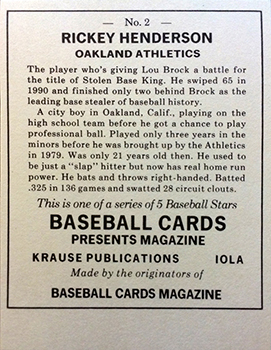 — No. 2 —
RICKEY HENDERSON
OAKLAND ATHLETICS
The player who's giving Lou Brock a battle for
the title of Stolen Base King. He swiped 65 in
1990 and finished only two behind Brock as the
leading base stealer of baseball history.
A city boy in Oakland, Calif., playing on the
high school team before he got a chance to play
professional ball. Played only three years in the
minors before he was brought up by the Athletics
in 1979. Was only 21 years old then. He used to
be just a "slap" hitter but now has real home run
power. He bats and throws right-handed. Batted
.325 in 136 games and swatted 28 circuit clouts.
This is one of a series of 5 Baseball Stars
BASEBALL CARDS
PRESENTS MAGAZINE
KRAUSE PUBLICATIONS IOLA
Made by the originators of
BASEBALL CARDS MAGAZINE